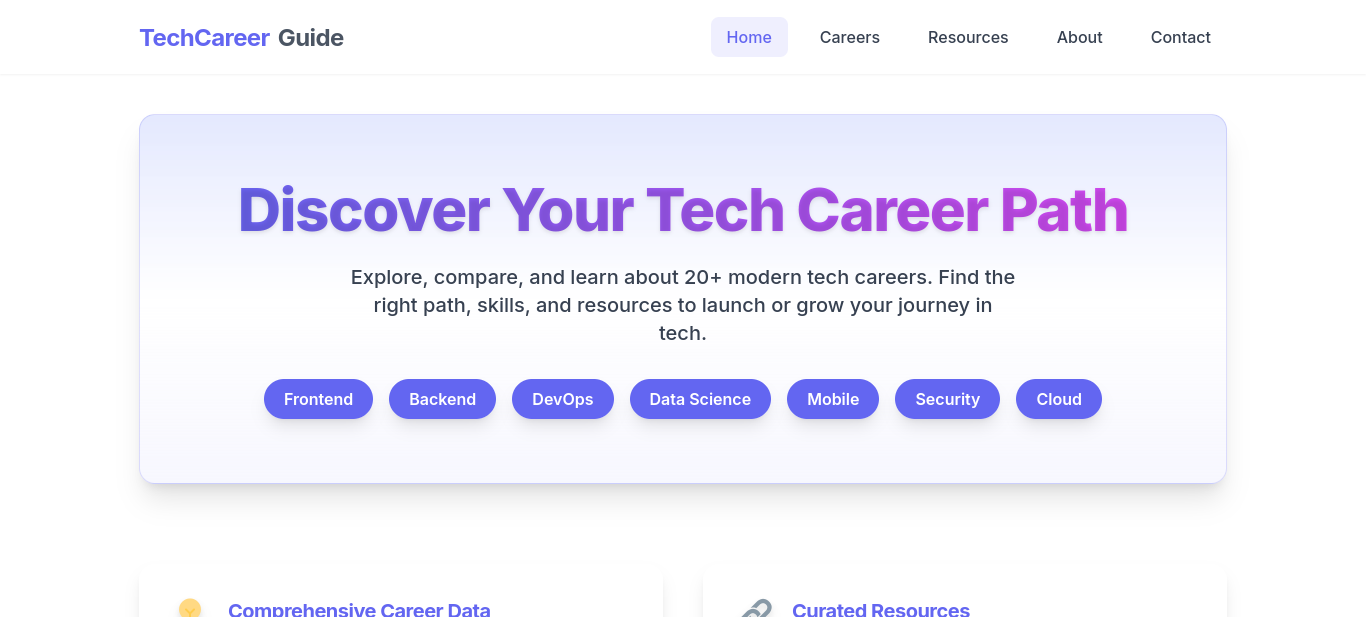 TechCareer Guide
Home
Careers
Resources
About
Contact
Discover Your Tech Career Path
Explore, compare, and learn about 20+ modern tech careers. Find the
right path, skills, and resources to launch or grow your journey in
tech.
Frontend
Backend
DevOps
Data Science
Mobile
Security
Cloud
Comprehensive Career Data
Curated Resources